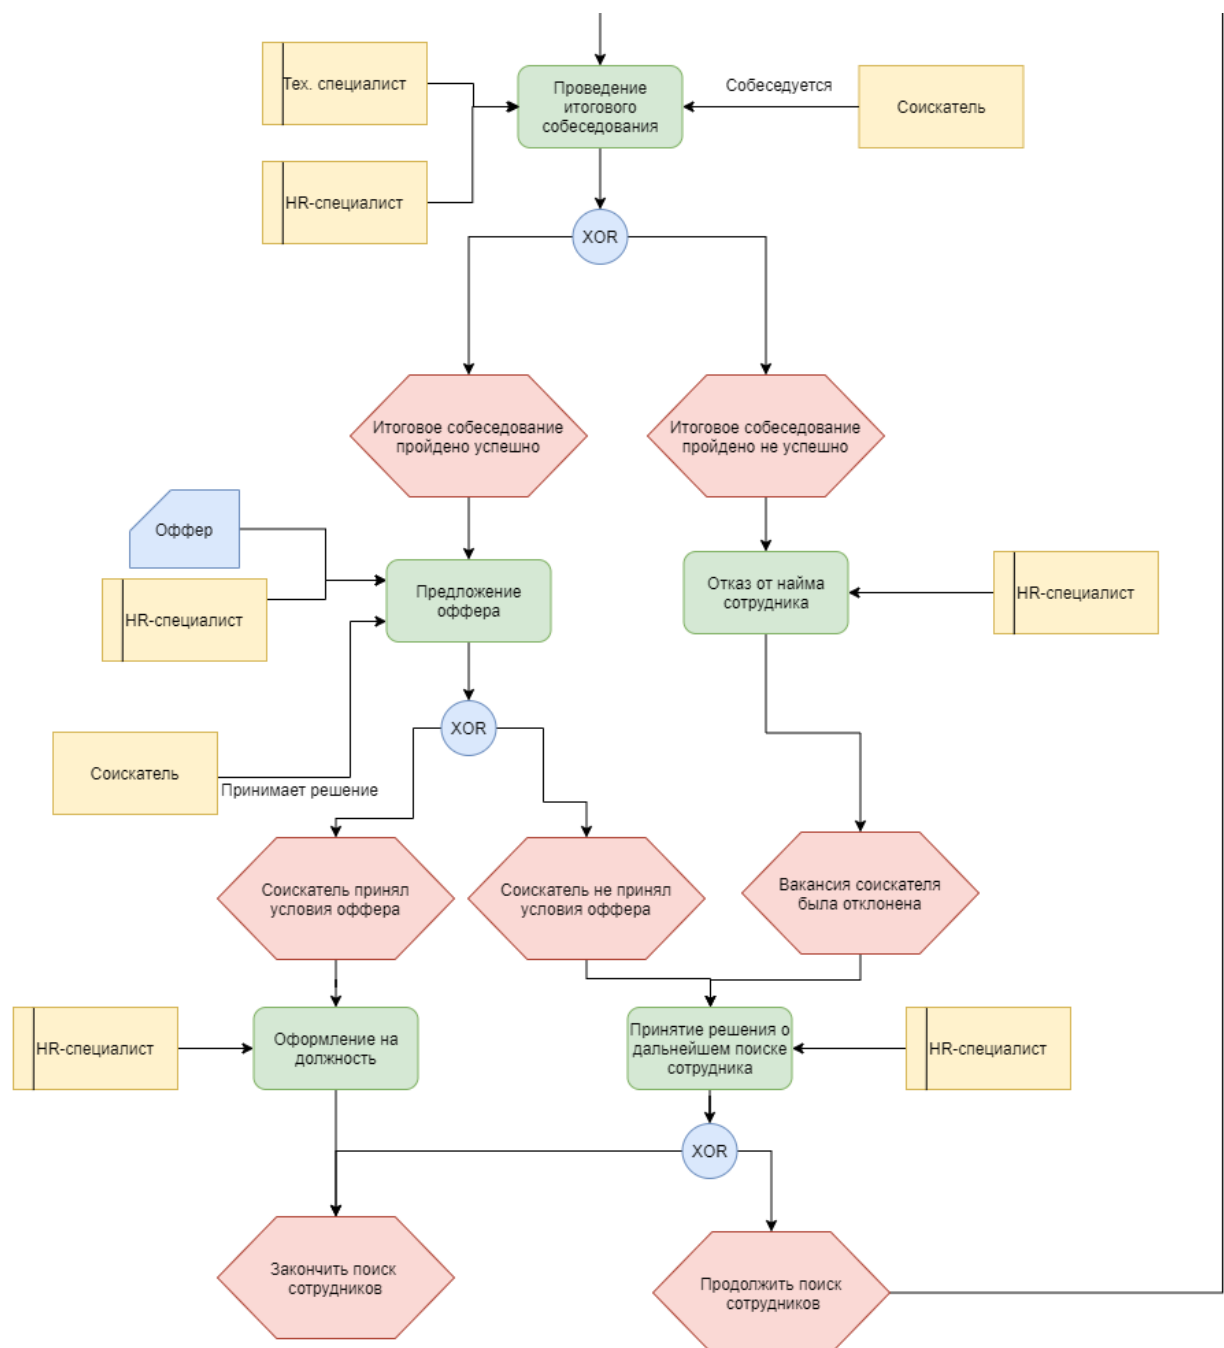 Тех. специалист
Проведение
итогового
собеседования
Собеседуется
Соискатель
HR-специалист
XOR
Итоговое собеседование
пройдено успешно
Итоговое собеседование
пройдено не успешно
Оффер
HR-специалист
Предложение
оффера
Отказ от найма
сотрудника
HR-специалист
XOR
Соискатель
Принимает решение
Соискатель принял
условия оффера
Соискатель не принял
условия оффера
Вакансия соискателя
была отклонена
HR-специалист
Оформление на
должность
Принятие решения о
дальнейшем поиске
сотрудника
HR-специалист
XOR
Закончить поиск
сотрудников
Продолжить поиск
сотрудников